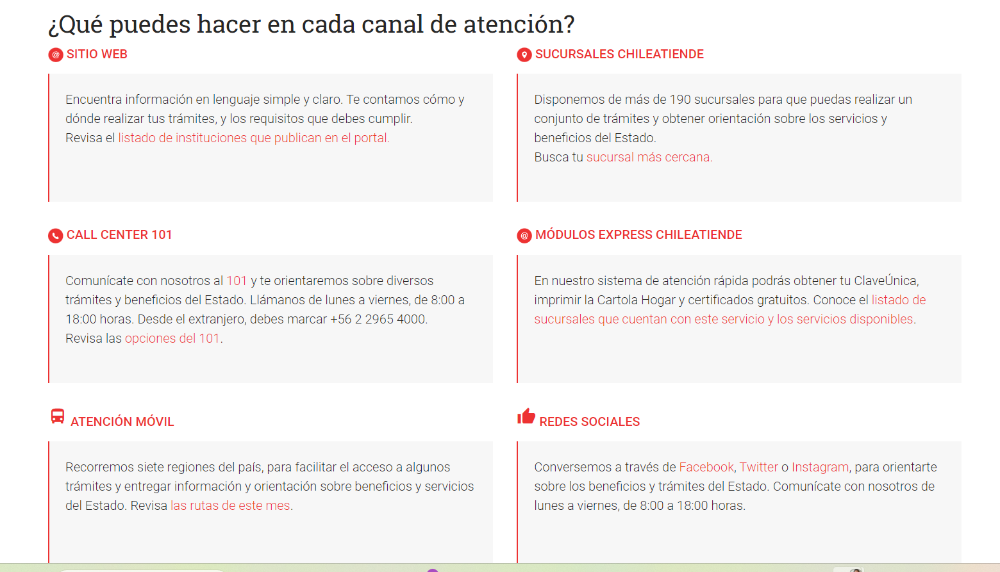 ¿Qué puedes hacer en cada canal de atención?
@ SITIO WEB
Encuentra información en lenguaje simple y claro. Te contamos cómo y
dónde realizar tus trámites, y los requisitos que debes cumplir.
Revisa el listado de instituciones que publican en el portal.
SUCURSALES CHILEATIENDE
Disponemos de más de 190 sucursales para que puedas realizar un
conjunto de trámites y obtener orientación sobre los servicios y
beneficios del Estado.
Busca tu sucursal más cercana.
CALL CENTER 101
Comunícate con nosotros al 101 y te orientaremos sobre diversos
trámites y beneficios del Estado. Llámanos de lunes a viernes, de 8:00 a
18:00 horas. Desde el extranjero, debes marcar +56 2 2965 4000.
Revisa las opciones del 101.
@ MÓDULOS EXPRESS CHILEATIENDE
En nuestro sistema de atención rápida podrás obtener tu ClaveÚnica,
imprimir la Cartola Hogar y certificados gratuitos. Conoce el listado de
sucursales que cuentan con este servicio y los servicios disponibles.
ATENCIÓN MÓVIL
Recorremos siete regiones del país, para facilitar el acceso a algunos
trámites y entregar información y orientación sobre beneficios y servicios
del Estado. Revisa las rutas de este mes.
REDES SOCIALES
Conversemos a través de Facebook, Twitter o Instagram, para orientarte
sobre los beneficios y trámites del Estado. Comunícate con nosotros de
lunes a viernes, de 8:00 a 18:00 horas.